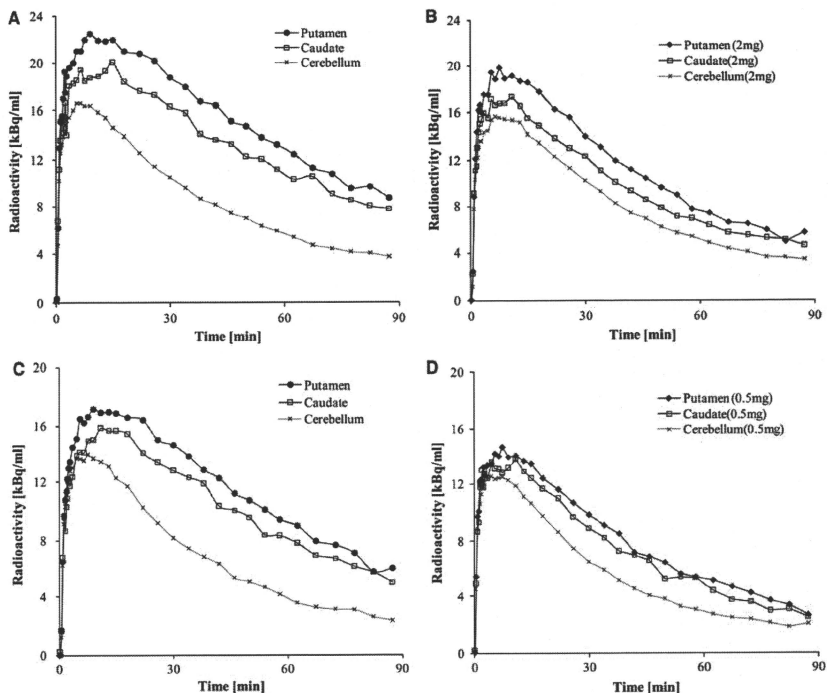 A
Radioactivity [kBq/ml]
24
20
16
12
8
4
0
0
30
60
90
Time [min]
Putamen
Caudate
Cerebellum
B
Radioactivity [kBq/ml]
24
20
16
12
8
4
0
0
30
60
90
Time [min]
Putamen(2mg)
Caudate(2mg)
Cerebellum(2mg)
C
Radioactivity [kBq/ml]
20
16
12
8
4
0
0
30
60
90
Time [min]
Putamen
Caudate
Cerebellum
D
Radioactivity [kBq/ml]
20
16
12
8
4
0
0
30
60
90
Time [min]
Putamen(0.5mg)
Caudate(0.5mg)
Cerebellum(0.5mg)